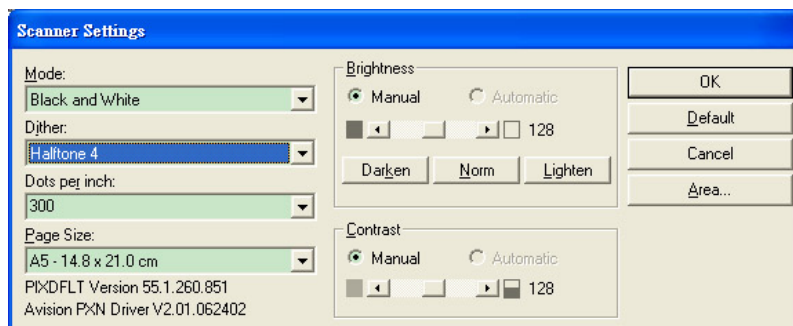 Scanner Settings
Mode:
Black and White
Dither:
Halftone 4
Dots per inch:
300
Page Size:
A5 - 14.8 x 21.0 cm
PIXDFLT Version 55.1.260.851
Avision PXN Driver V2.01.062402
Brightness
Manual Automatic
128
Darken Norm Lighten
Contrast
Manual Automatic
128
OK
Default
Cancel
Area...